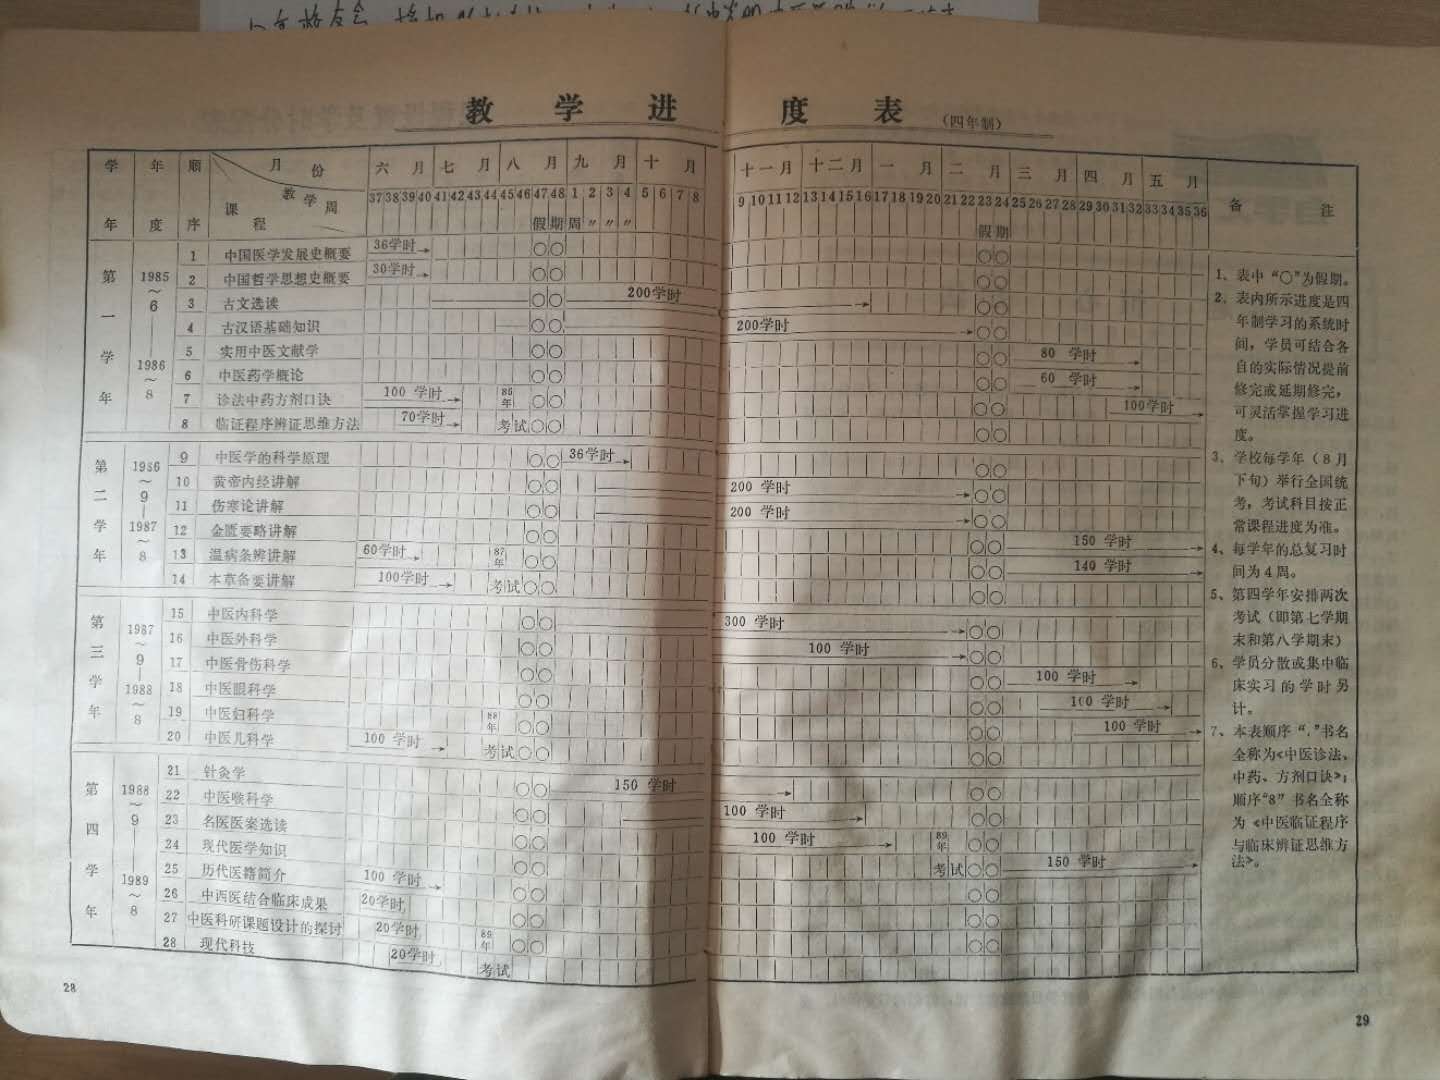 教学进度表(四年制)
学年 年度 顺序 月份 教学周 课程 六月 七月 八月 九月 十月 十一月 十二月 一月 二月 三月 四月 五月 备注
37 38 39 40 41 42 43 44 45 46 47 48 1 2 3 4 5 6 7 8 9 10 11 12 13 14 15 16 17 18 19 20 21 22 23 24 25 26 27 28 29 30 31 32 33 34 35 36
假期 周 〃 〃 〃 假期
第一学年 1985~6 1986~8
1 中国医学发展史概要 36学时
2 中国哲学思想史概要 30学时
3 古文选读 200学时
4 古汉语基础知识 200学时
5 实用中医文献学 80 学时
6 中医药学概论 60 学时
7 诊法中药方剂口诀 100 学时 86年 100学时
8 临证程序辨证思维方法 70学时 考试
第二学年 1986~9 1987~8
9 中医学的科学原理 36学时
10 黄帝内经讲解 200 学时
11 伤寒论讲解 200 学时
12 金匮要略讲解 150 学时
13 温病条辨讲解 60学时 87年 140 学时
14 本草备要讲解 100学时 考试
第三学年 1987~9 1988~8
15 中医内科学 300 学时
16 中医外科学 100 学时
17 中医骨伤科学 100 学时
18 中医眼科学 100 学时
19 中医妇科学 88年 100 学时
20 中医儿科学 100 学时 考试
第四学年 1988~9 1989~8
21 针灸学 150 学时
22 中医喉科学 100 学时
23 名医医案选读 100 学时
24 现代医学知识 89年 考试 150 学时
25 历代医籍简介 100 学时
26 中西医结合临床成果 20学时
27 中医科研课题设计的探讨 20学时 89年
28 现代科技 20学时 考试
1、表中“○”为假期。
2、表内所示进度是四
年制学习的系统时
间，学员可结合各
自的实际情况提前
修完或延期修完，
可灵活掌握学习进
度。
3、学校每学年（8月
下旬）举行全国统
考，考试科目按正
常课程进度为准。
4、每学年的总复习时
间为4周。
5、第四学年安排两次
考试（即第七学期
末和第八学期末）
6、学员分散或集中临
床实习的学时另
计。
7、本表顺序“.”书名
全称为《中医诊法、
中药、方剂口诀》；
顺序“8”书名全称
为《中医临证程序
与临床辨证思维方
法》。
28
29